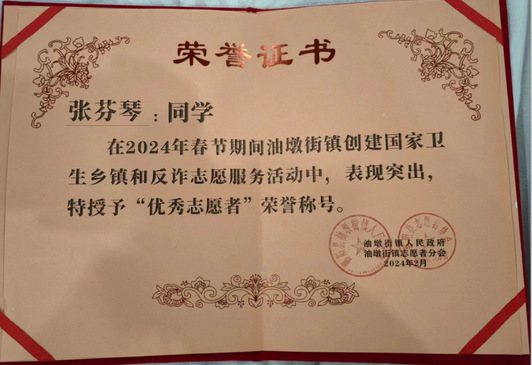 荣誉证书
张芬琴：同学
在2024年春节期间油墩街镇创建国家卫
生乡镇和反诈志愿服务活动中，表现突出，
特授予“优秀志愿者”荣誉称号。
油墩街镇人民政府
油墩街镇志愿者分会
2024年2月